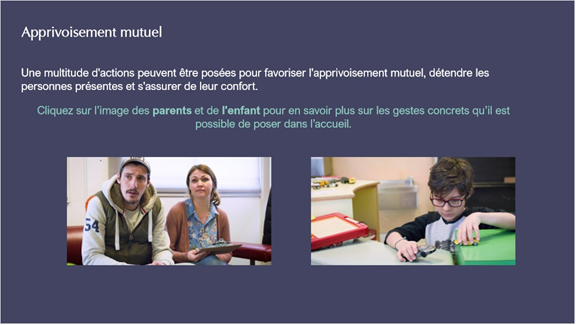 Apprivoisement mutuel
Une multitude d'actions peuvent être posées pour favoriser l'apprivoisement mutuel, détendre les
personnes présentes et s'assurer de leur confort.
Cliquez sur l'image des parents et de l'enfant pour en savoir plus sur les gestes concrets qu'il est
possible de poser dans l'accueil.
54